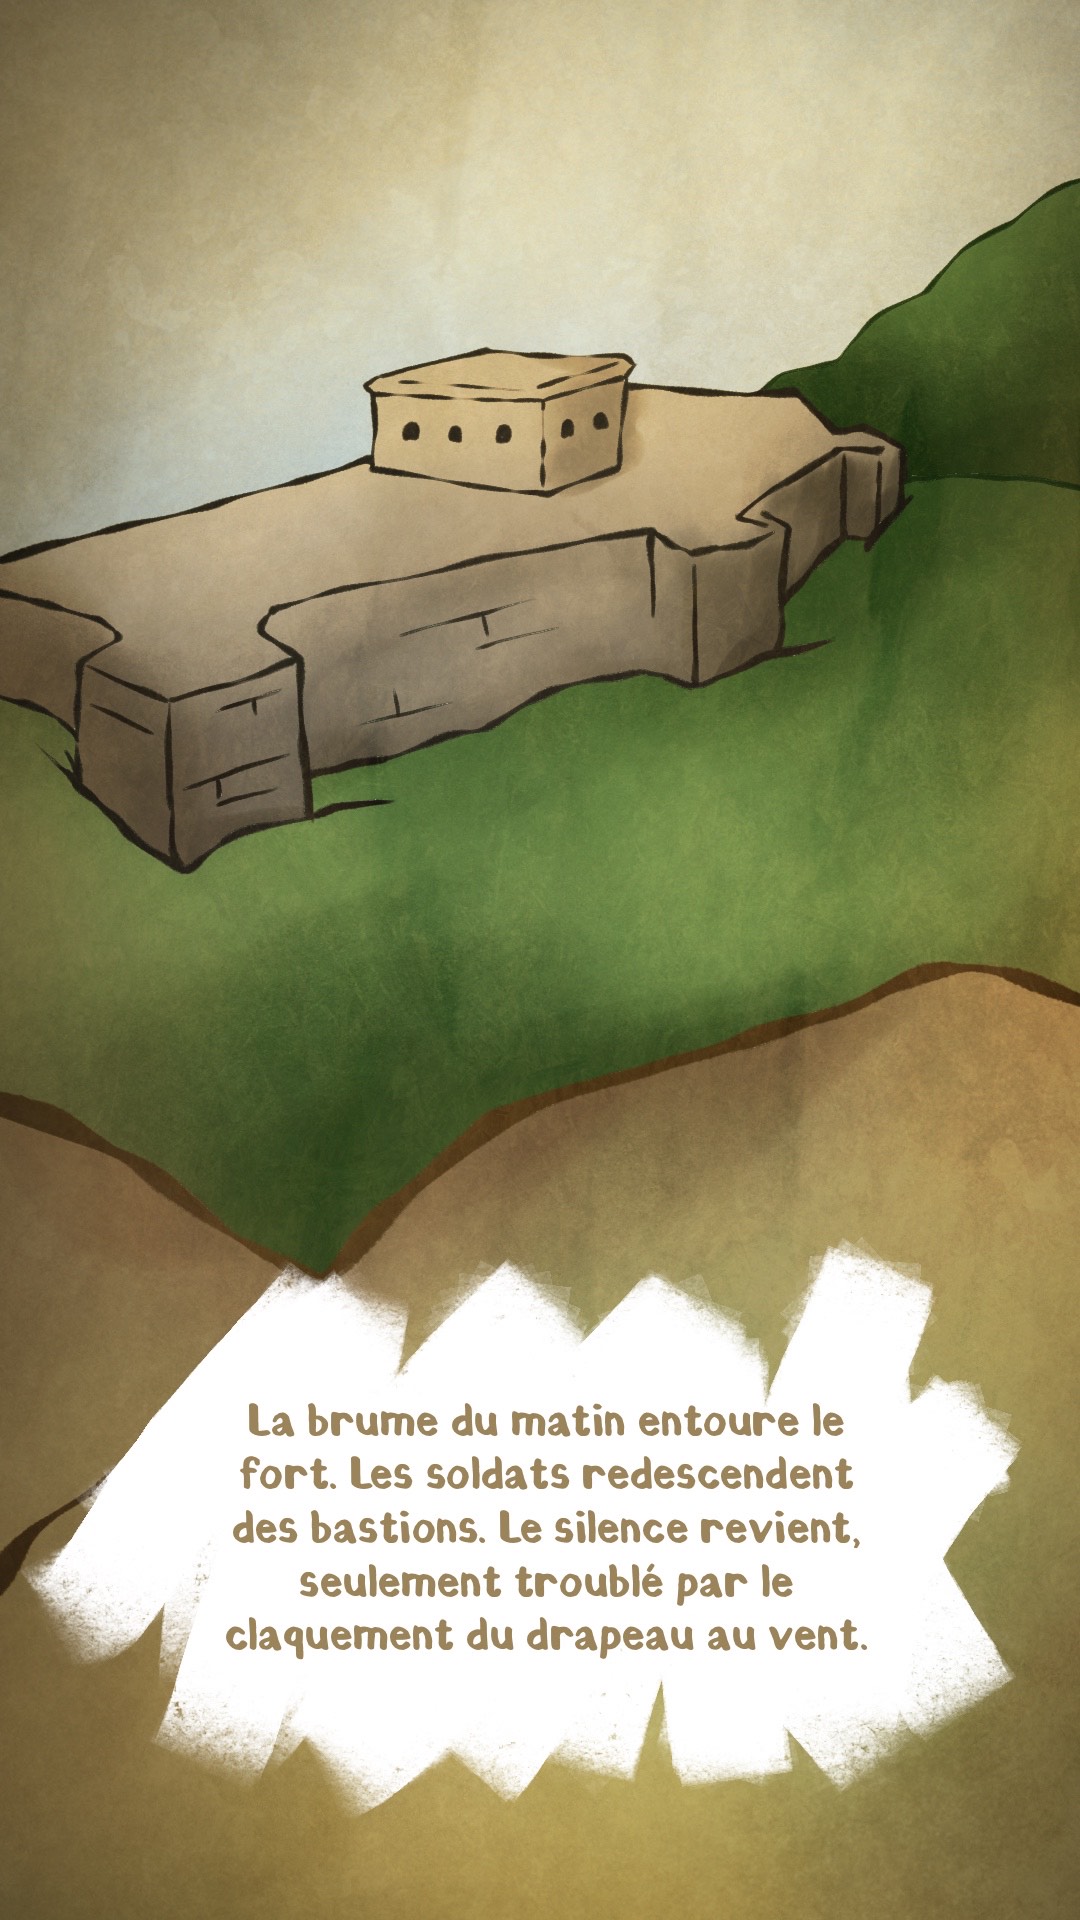 La brume du matin entoure le
fort. Les soldats redescendent
des bastions. Le silence revient,
seulement troublé par le
claquement du drapeau au vent.